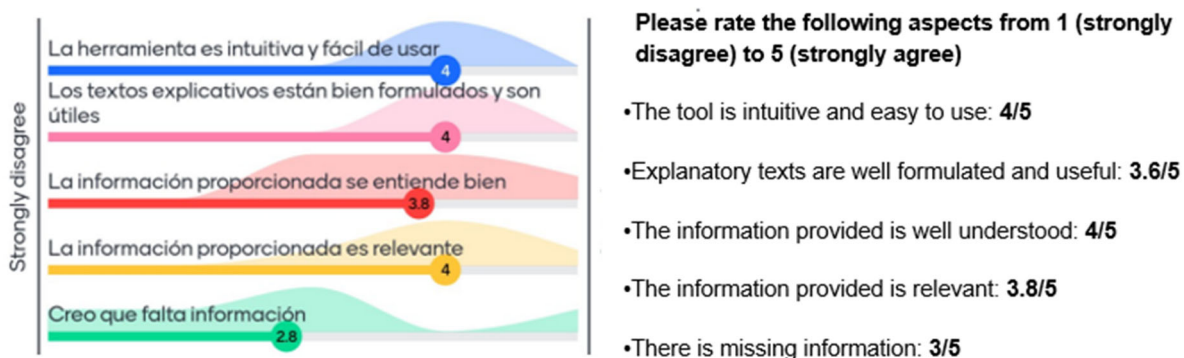 Strongly disagree
La herramienta es intuitiva y fácil de usar
4
Los textos explicativos están bien formulados y son
útiles
4
La información proporcionada se entiende bien
3.8
La información proporcionada es relevante
4
Creo que falta información
2.8
Please rate the following aspects from 1 (strongly
disagree) to 5 (strongly agree)
•The tool is intuitive and easy to use: 4/5
•Explanatory texts are well formulated and useful: 3.6/5
•The information provided is well understood: 4/5
•The information provided is relevant: 3.8/5
•There is missing information: 3/5